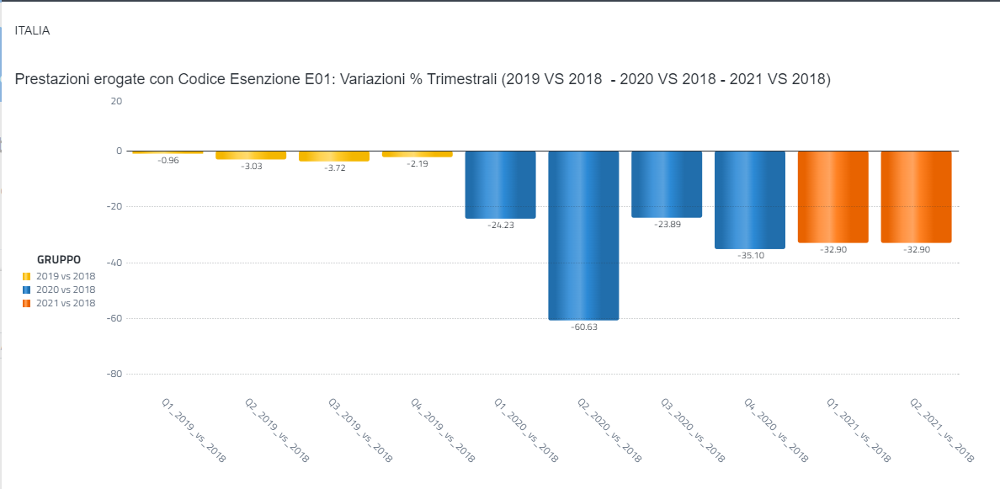 ITALIA
Prestazioni erogate con Codice Esenzione E01: Variazioni % Trimestrali (2019 VS 2018  - 2020 VS 2018 - 2021 VS 2018)
20
0
-20
-40
-60
-80
-0.96
-3.03
-3.72
-2.19
-24.23
-60.63
-23.89
-35.10
-32.90
-32.90
GRUPPO
2019 vs 2018
2020 vs 2018
2021 vs 2018
Q1_2019_vs_2018
Q2_2019_vs_2018
Q3_2019_vs_2018
Q4_2019_vs_2018
Q1_2020_vs_2018
Q2_2020_vs_2018
Q3_2020_vs_2018
Q4_2020_vs_2018
Q1_2021_vs_2018
Q2_2021_vs_2018